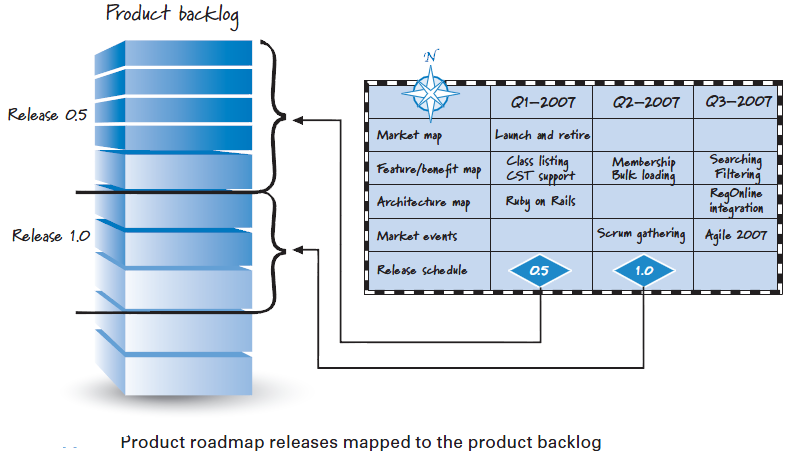 Product backlog
Release 0.5
Release 1.0
N
Q1–2007 Q2–2007 Q3–2007
Market map Launch and retire
Feature/benefit map Class listing CST support Membership Bulk loading Searching Filtering
Architecture map Ruby on Rails RegOnline integration
Market events Scrum gathering Agile 2007
Release schedule 0.5 1.0
Product roadmap releases mapped to the product backlog